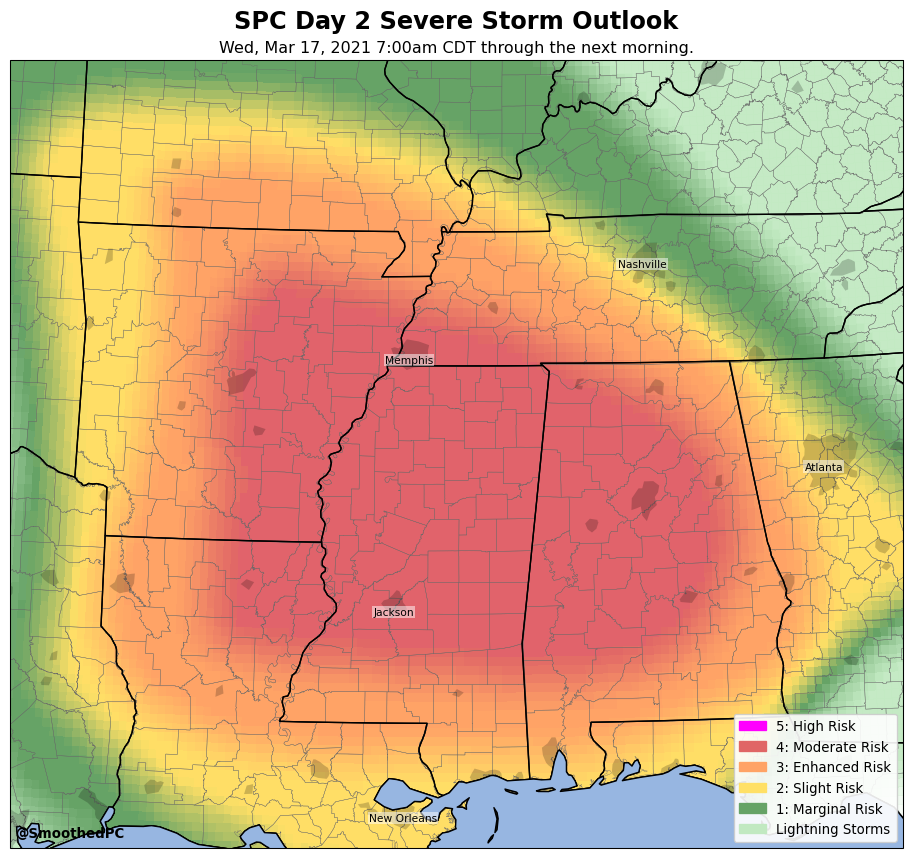 SPC Day 2 Severe Storm Outlook
Wed, Mar 17, 2021 7:00am CDT through the next morning.
Nashville
Memphis
Atlanta
Jackson
New Orleans
5: High Risk
4: Moderate Risk
3: Enhanced Risk
2: Slight Risk
1: Marginal Risk
Lightning Storms
@SmoothedPC